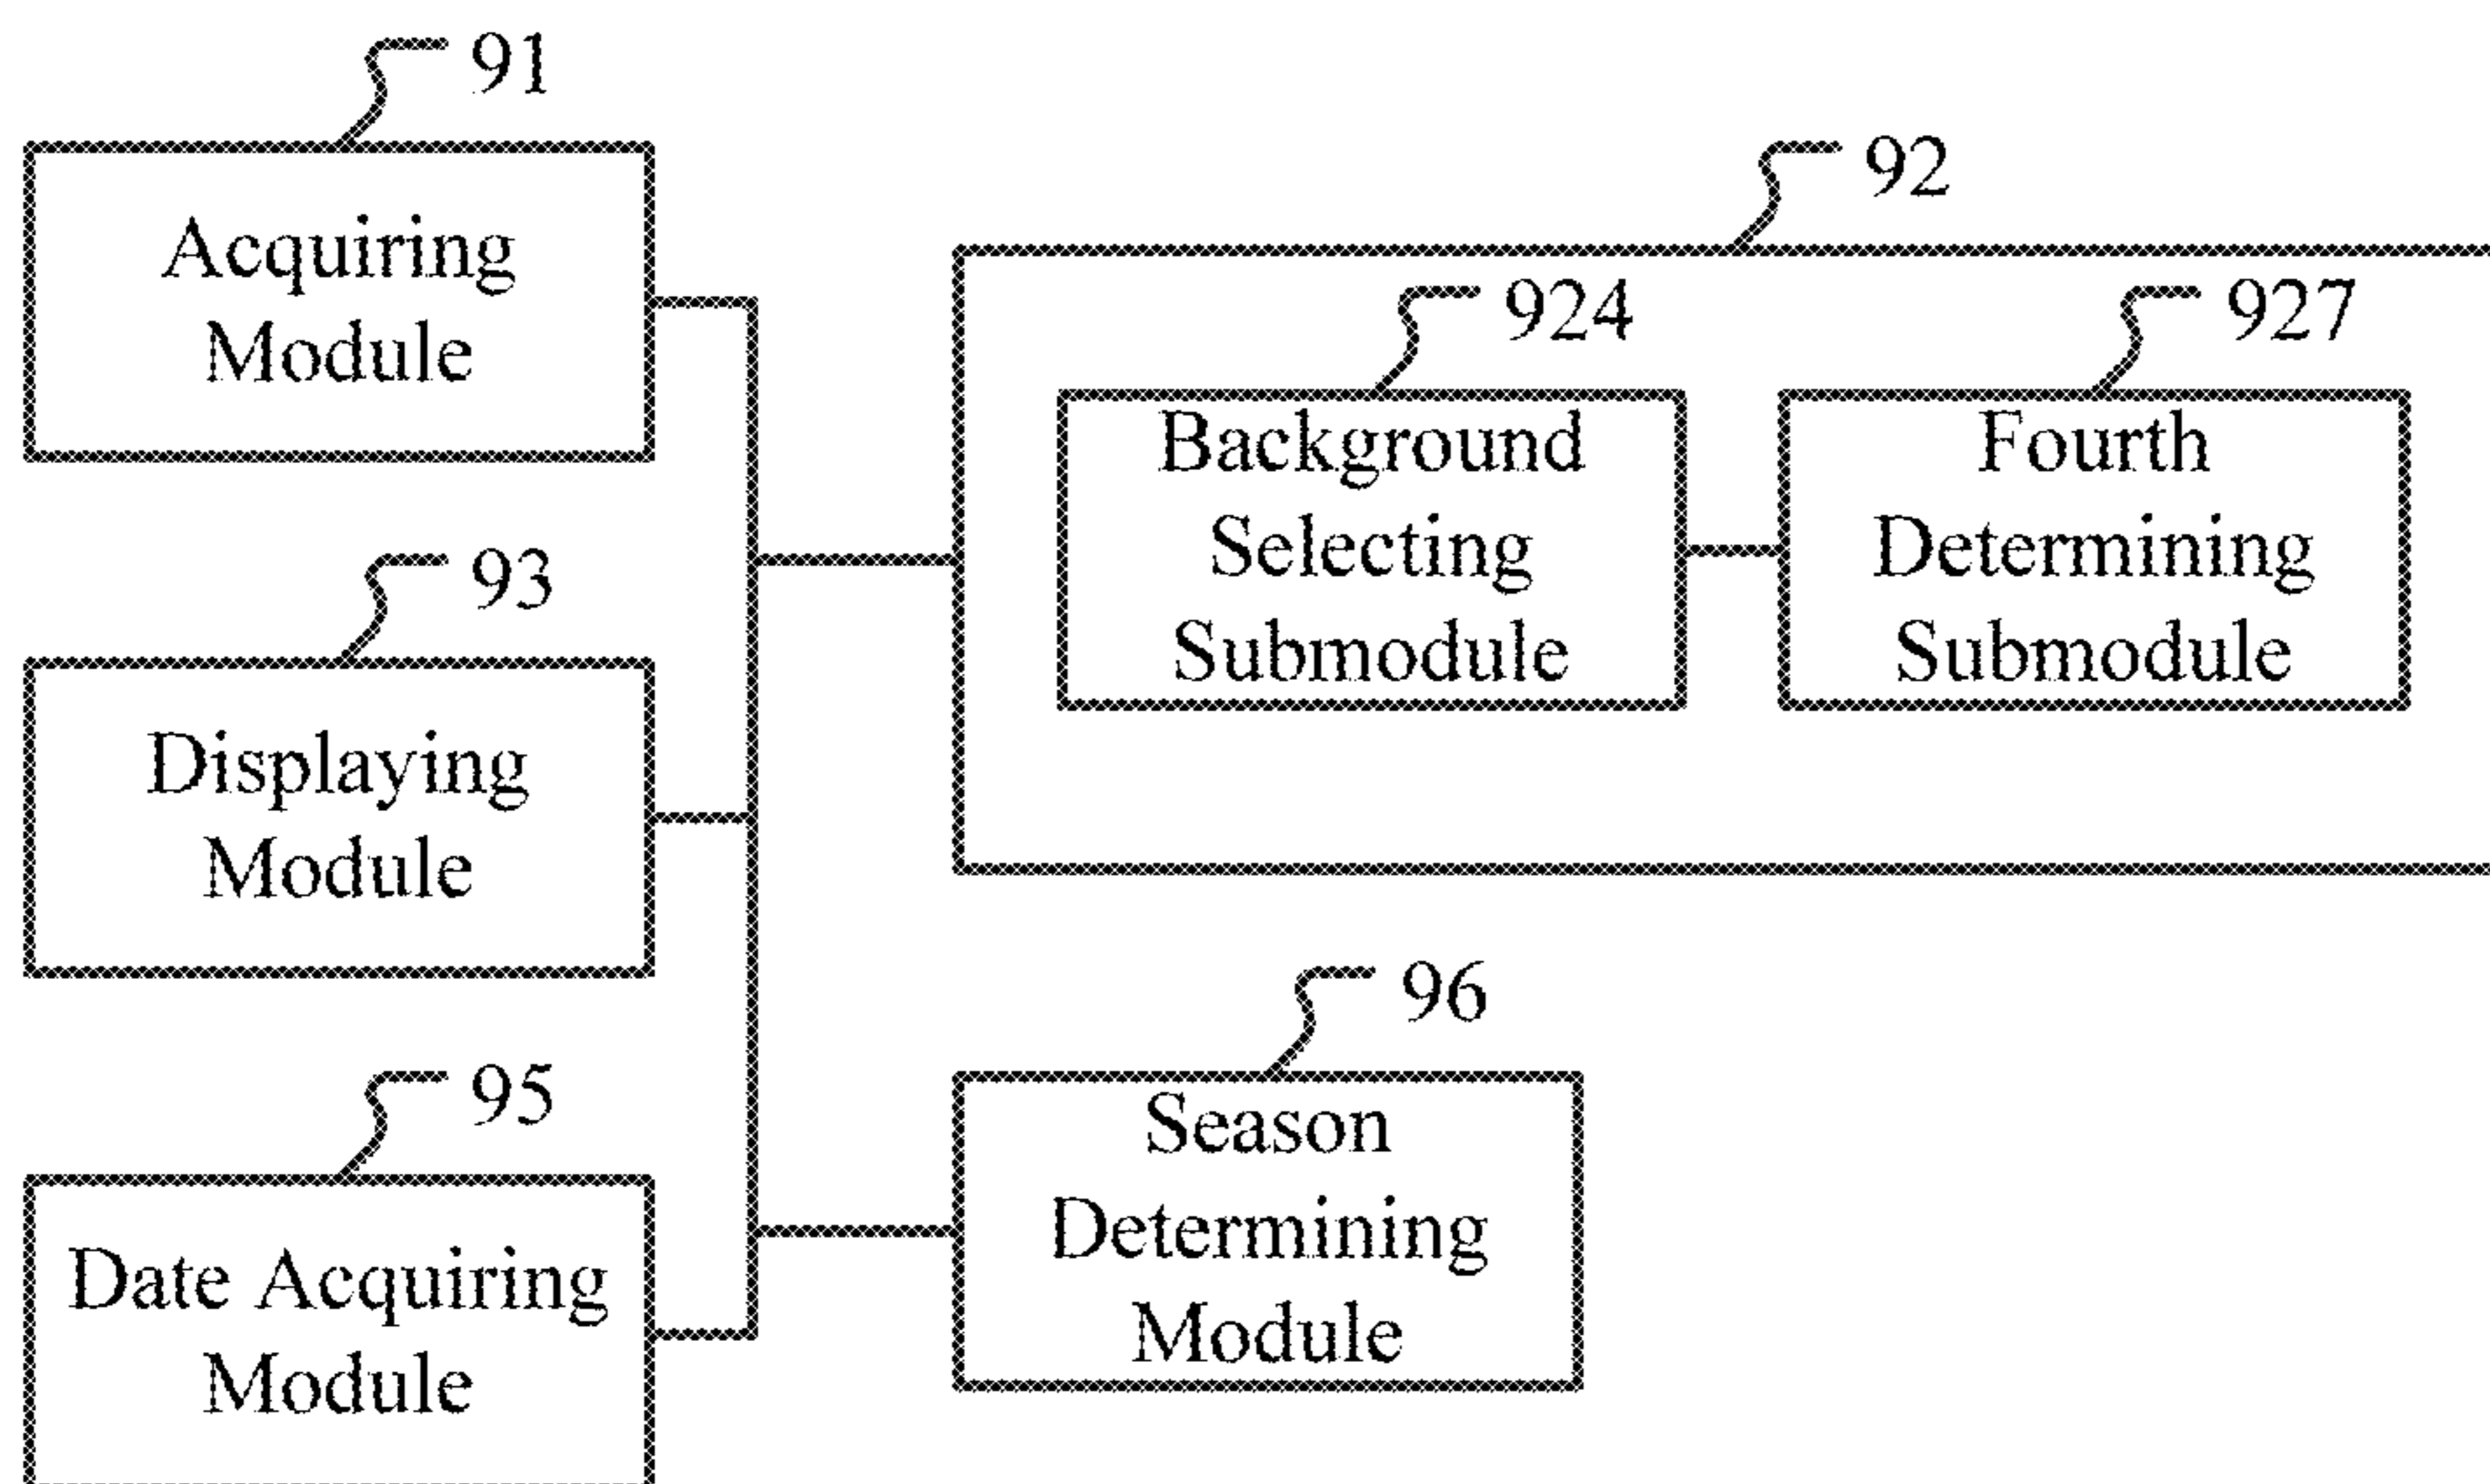 91
Acquiring
Module
92
924
Background
Selecting
Submodule
927
Fourth
Determining
Submodule
93
Displaying
Module
96
Season
Determining
Module
95
Date Acquiring
Module